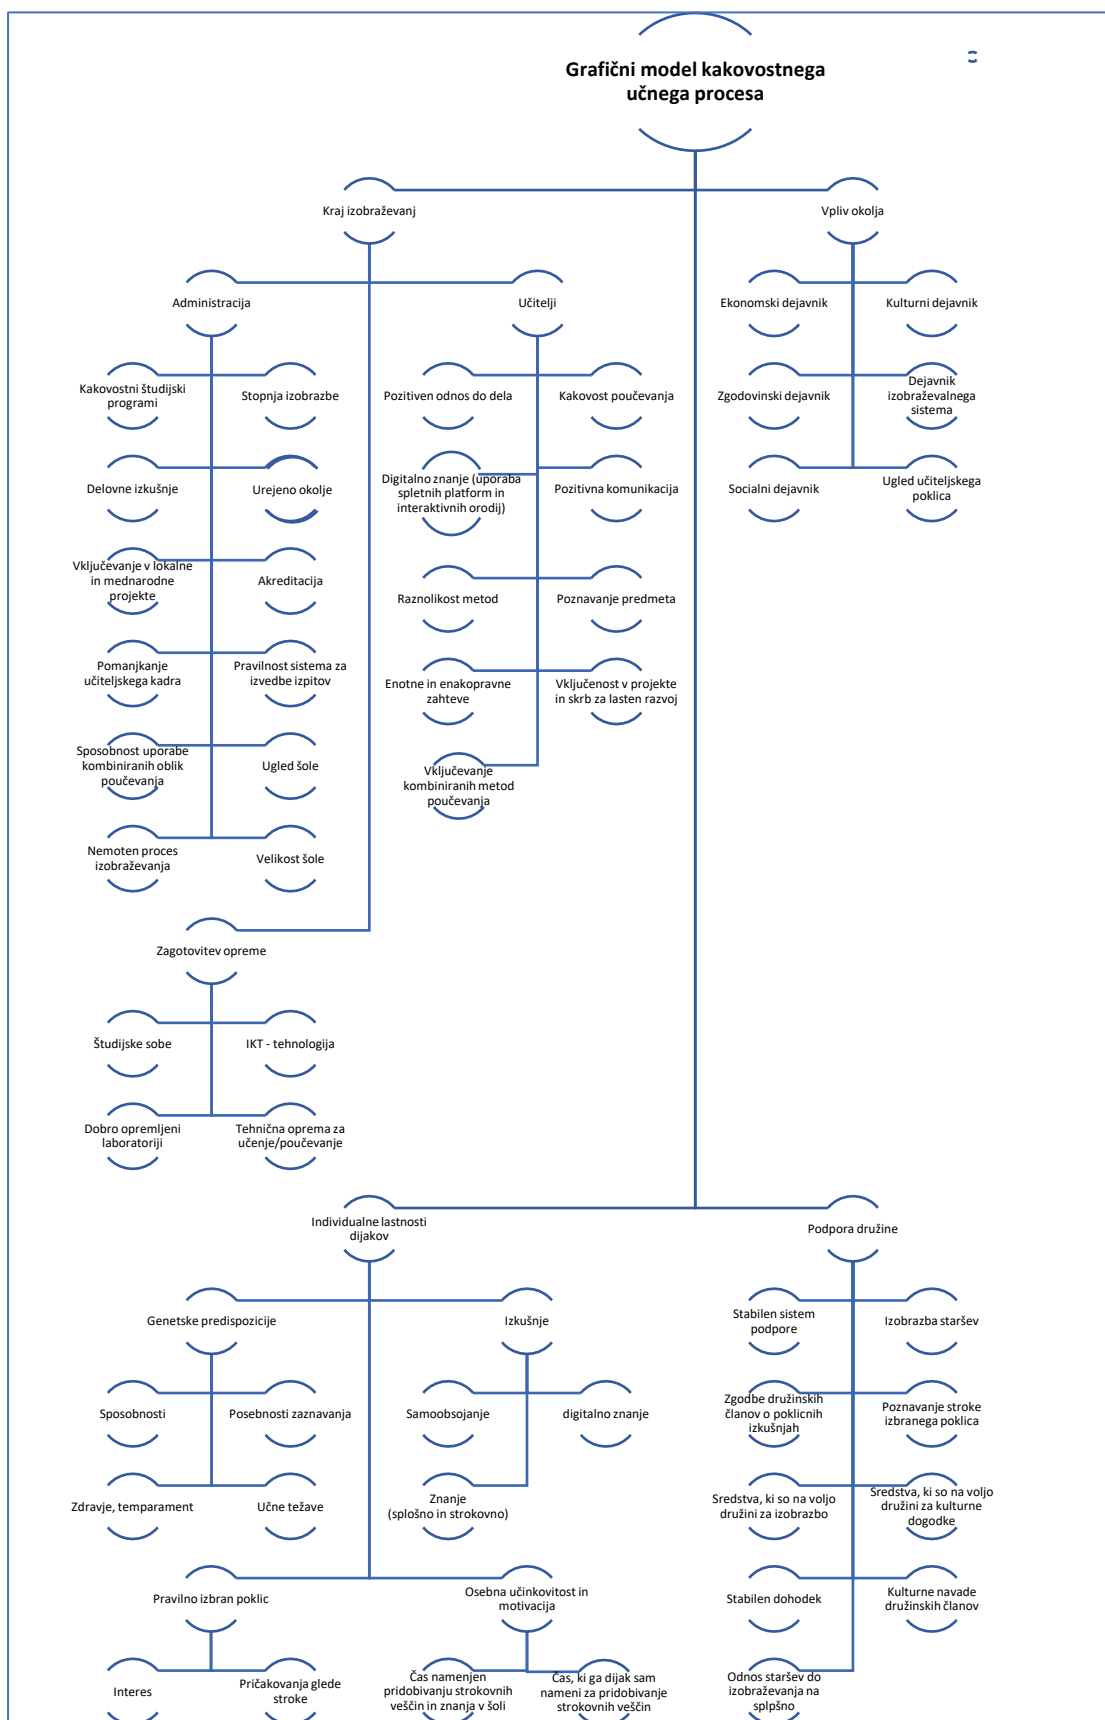 Grafični model kakovostnega
učnega procesa
Kraj izobraževanj
Vpliv okolja
Administracija
Učitelji
Ekonomski dejavnik
Kulturni dejavnik
Kakovostni študijski
programi
Stopnja izobrazbe
Pozitiven odnos do dela
Kakovost poučevanja
Zgodovinski dejavnik
Dejavnik
izobraževalnega
sistema
Delovne izkušnje
Urejeno okolje
Digitalno znanje (uporaba
spletnih platform in
interaktivnih orodij)
Pozitivna komunikacija
Socialni dejavnik
Ugled učiteljskega
poklica
Vključevanje v lokalne
in mednarodne
projekte
Akreditacija
Raznolikost metod
Poznavanje predmeta
Pomanjkanje
učiteljskega kadra
Pravilnost sistema za
izvedbe izpitov
Enotne in enakopravne
zahteve
Vključenost v projekte
in skrb za lasten razvoj
Sposobnost uporabe
kombiniranih oblik
poučevanja
Ugled šole
Vključevanje
kombiniranih metod
poučevanja
Nemoten proces
izobraževanja
Velikost šole
Zagotovitev opreme
Študijske sobe
IKT - tehnologija
Dobro opremljeni
laboratoriji
Tehnična oprema za
učenje/poučevanje
Individualne lastnosti
dijakov
Podpora družine
Genetske predispozicije
Izkušnje
Stabilen sistem
podpore
Izobrazba staršev
Sposobnosti
Posebnosti zaznavanja
Samoobsojanje
digitalno znanje
Zgodbe družinskih
članov o poklicnih
izkušnjah
Poznavanje stroke
izbranega poklica
Zdravje, temparament
Učne težave
Znanje
(splošno in strokovno)
Sredstva, ki so na voljo
družini za izobrazbo
Sredstva, ki so na voljo
družini za kulturne
dogodke
Pravilno izbran poklic
Osebna učinkovitost in
motivacija
Stabilen dohodek
Kulturne navade
družinskih članov
Interes
Pričakovanja glede
stroke
Čas namenjen
pridobivanju strokovnih
veščin in znanja v šoli
Čas, ki ga dijak sam
nameni za pridobivanje
strokovnih veščin
Odnos staršev do
izobraževanja na
splpšno